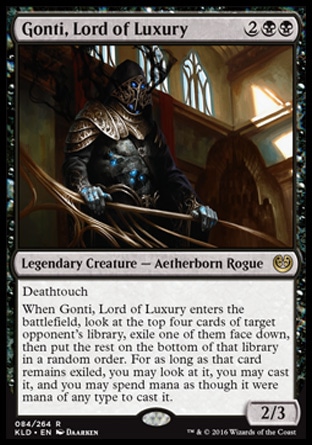 Gonti, Lord of Luxury 2
Legendary Creature — Aetherborn Rogue
Deathtouch
When Gonti, Lord of Luxury enters the
battlefield, look at the top four cards of target
opponent's library, exile one of them face down,
then put the rest on the bottom of that library
in a random order. For as long as that card
remains exiled, you may look at it, you may cast
it, and you may spend mana as though it were
mana of any type to cast it.
2/3
084/264 R
KLD • EN Daarken
™ & © 2016 Wizards of the Coast